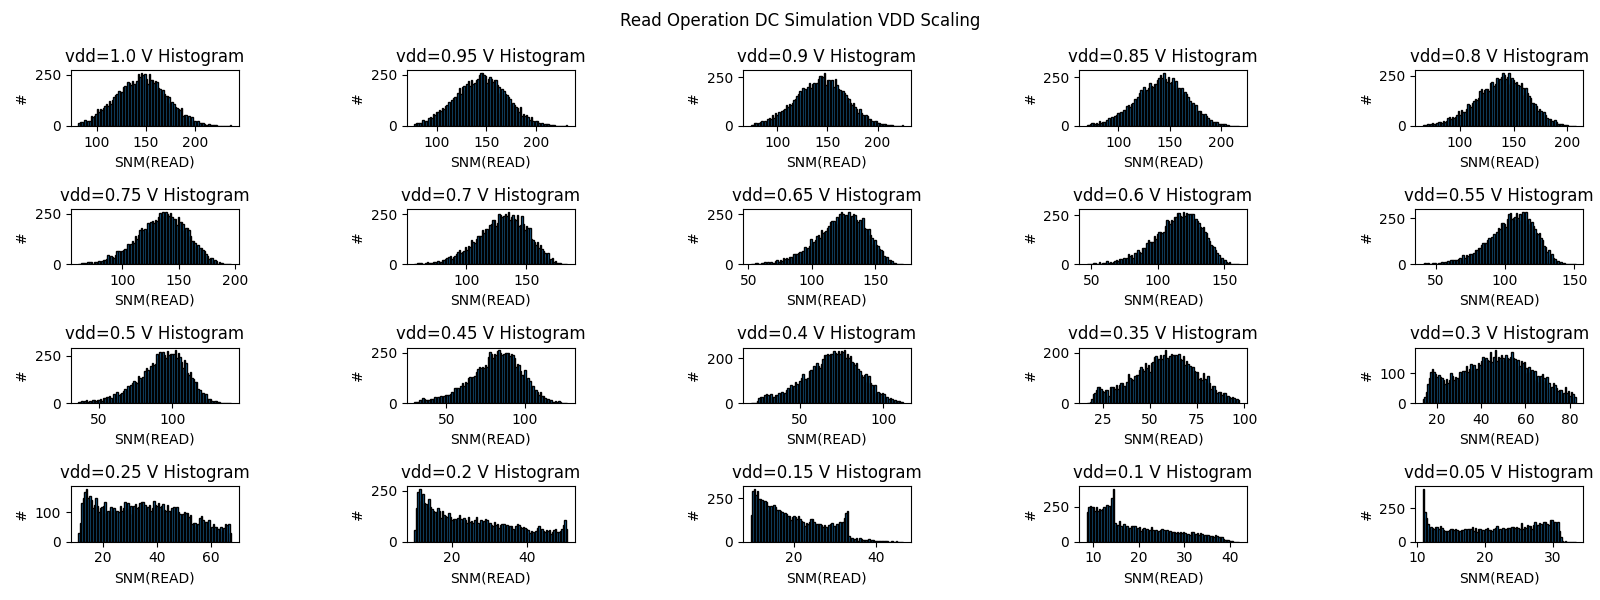 Read Operation DC Simulation VDD Scaling
vdd=1.0 V Histogram vdd=0.95 V Histogram vdd=0.9 V Histogram vdd=0.85 V Histogram vdd=0.8 V Histogram
250 250 250 250 250
# # # # #
0 0 0 0 0
100 150 200 100 150 200 100 150 200 100 150 200 100 150 200
SNM(READ) SNM(READ) SNM(READ) SNM(READ) SNM(READ)
vdd=0.75 V Histogram vdd=0.7 V Histogram vdd=0.65 V Histogram vdd=0.6 V Histogram vdd=0.55 V Histogram
250 250 250 250 250
# # # # #
0 0 0 0 0
100 150 200 100 150 50 100 150 50 100 150 50 100 150
SNM(READ) SNM(READ) SNM(READ) SNM(READ) SNM(READ)
vdd=0.5 V Histogram vdd=0.45 V Histogram vdd=0.4 V Histogram vdd=0.35 V Histogram vdd=0.3 V Histogram
250 250 200 200 100
# # # # #
0 0 0 0 0
50 100 50 100 50 100 25 50 75 100 20 40 60 80
SNM(READ) SNM(READ) SNM(READ) SNM(READ) SNM(READ)
vdd=0.25 V Histogram vdd=0.2 V Histogram vdd=0.15 V Histogram vdd=0.1 V Histogram vdd=0.05 V Histogram
100 250 250 250 250
# # # # #
0 0 0 0 0
20 40 60 20 40 20 40 10 20 30 40 10 20 30
SNM(READ) SNM(READ) SNM(READ) SNM(READ) SNM(READ)